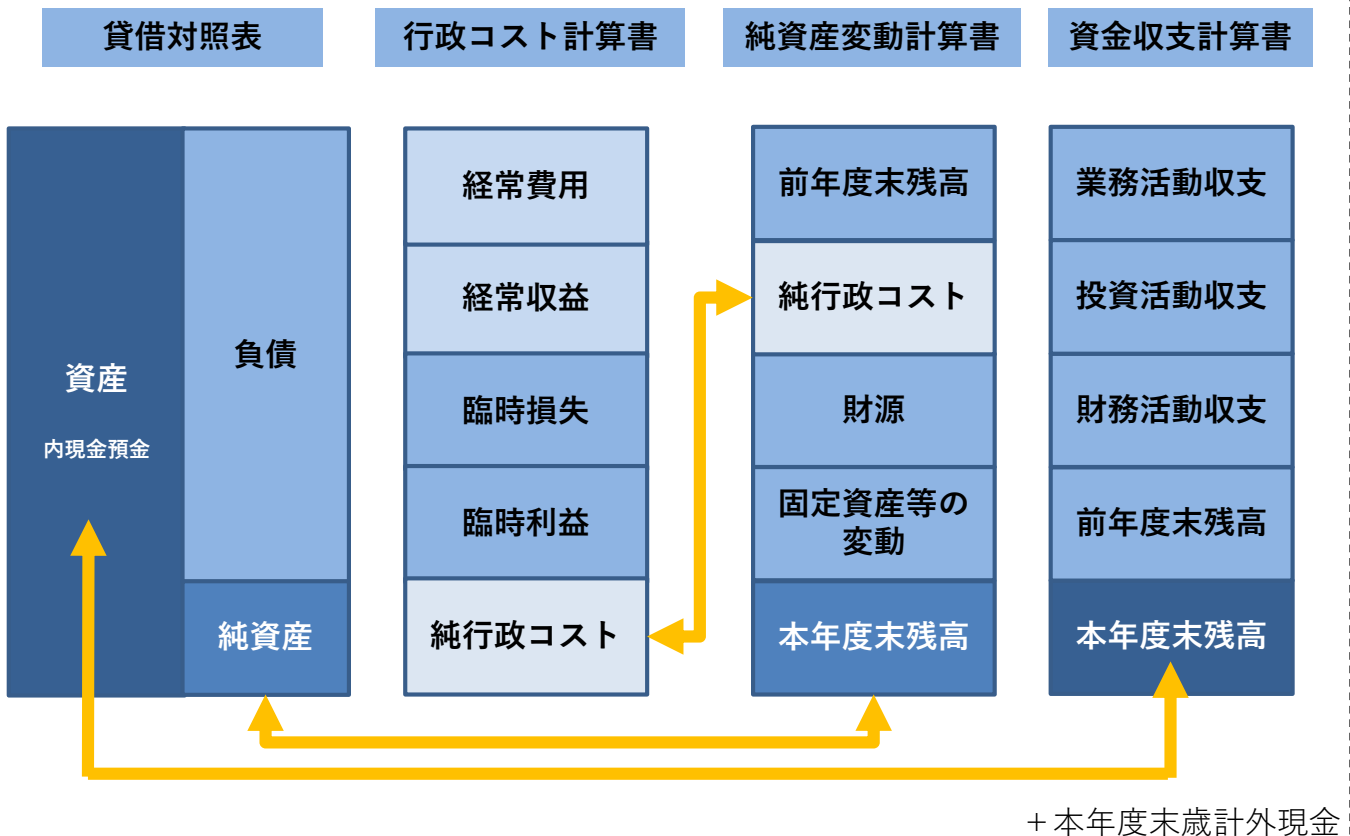 貸借対照表
行政コスト計算書
純資産変動計算書
資金収支計算書
資産
内現金預金
負債
純資産
経常費用
経常収益
臨時損失
臨時利益
純行政コスト
前年度末残高
純行政コスト
財源
固定資産等の
変動
本年度末残高
業務活動収支
投資活動収支
財務活動収支
前年度末残高
本年度末残高
＋本年度末歳計外現金